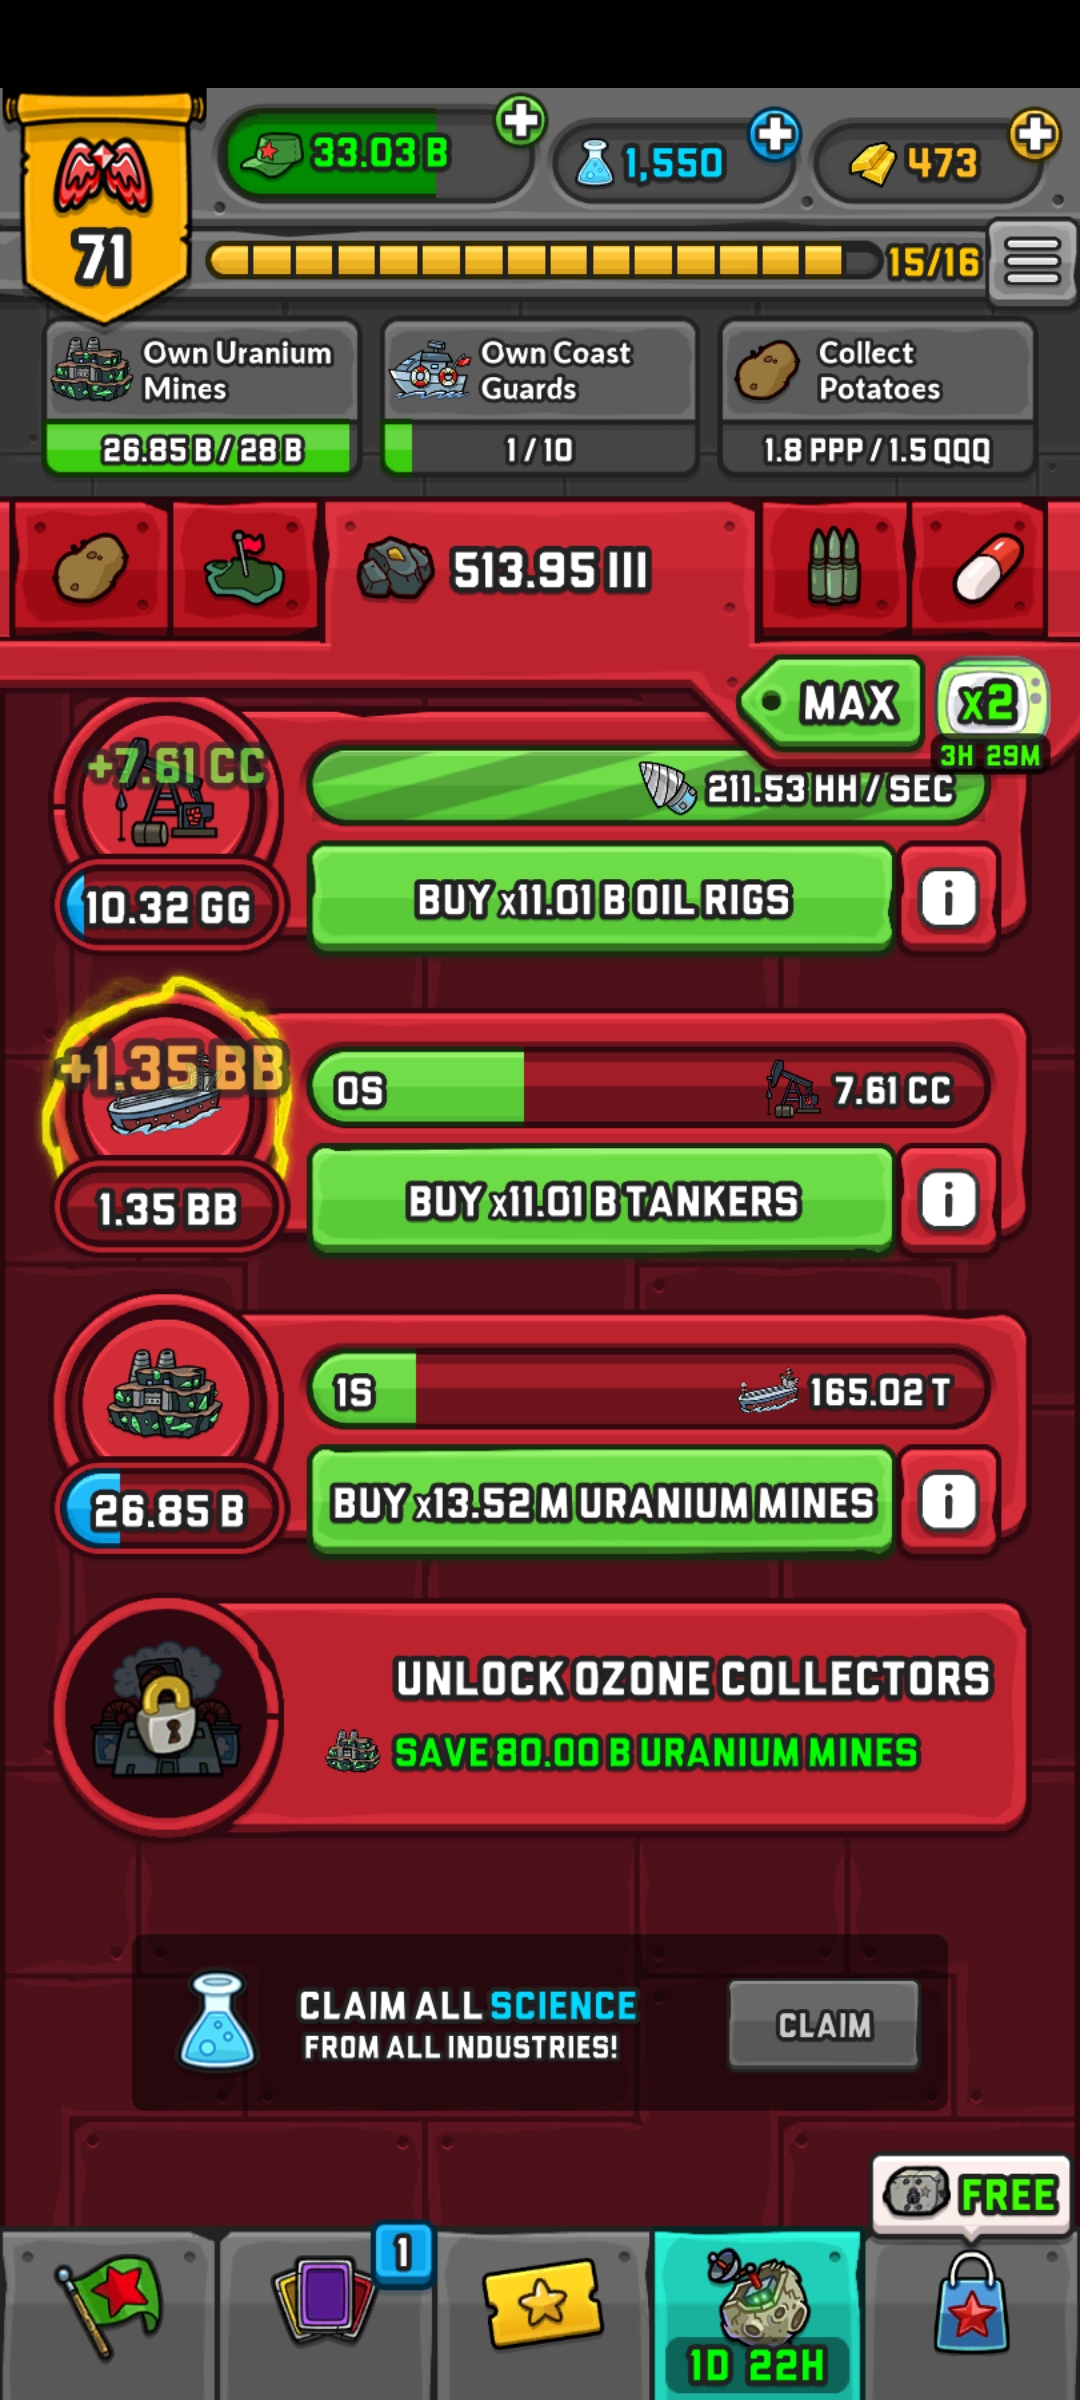 33.03 B
1,550
473
71
15/16
Own Uranium
Mines
26.85 B / 28 B
Own Coast
Guards
1 / 10
Collect
Potatoes
1.8 PPP / 1.5 QQQ
513.95 III
MAX
x2
3H 29M
+7.61 CC
211.53 HH / SEC
10.32 GG
BUY x11.01 B OIL RIGS
i
+1.35 BB
0S
7.61 CC
1.35 BB
BUY x11.01 B TANKERS
i
1S
165.02 T
26.85 B
BUY x13.52 M URANIUM MINES
i
UNLOCK OZONE COLLECTORS
SAVE 80.00 B URANIUM MINES
CLAIM ALL SCIENCE
FROM ALL INDUSTRIES!
CLAIM
FREE
1
1D 22H